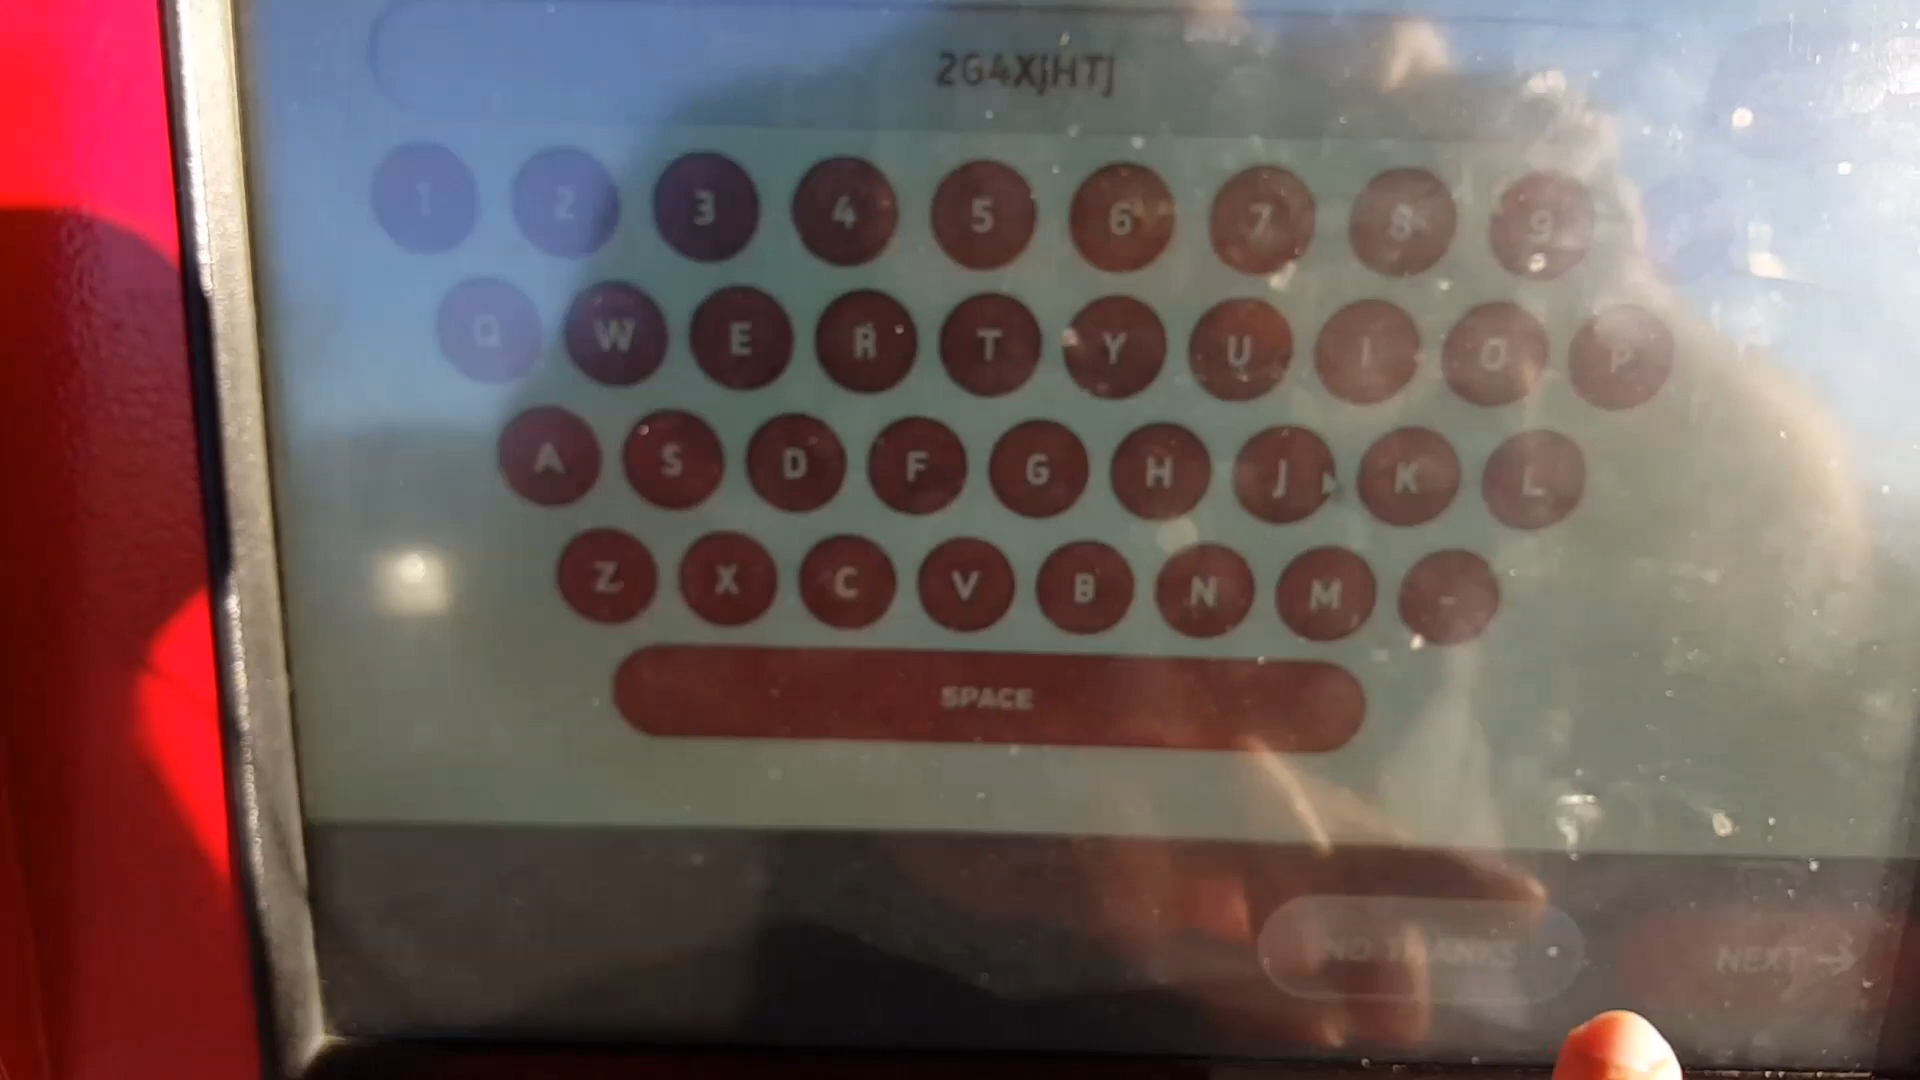 2G4XJHTJ
1 2 3 4 5 6 7 8 9
Q W E R T Y U I O P
A S D F G H J K L
Z X C V B N M -
SPACE
NO THANKS NEXT →